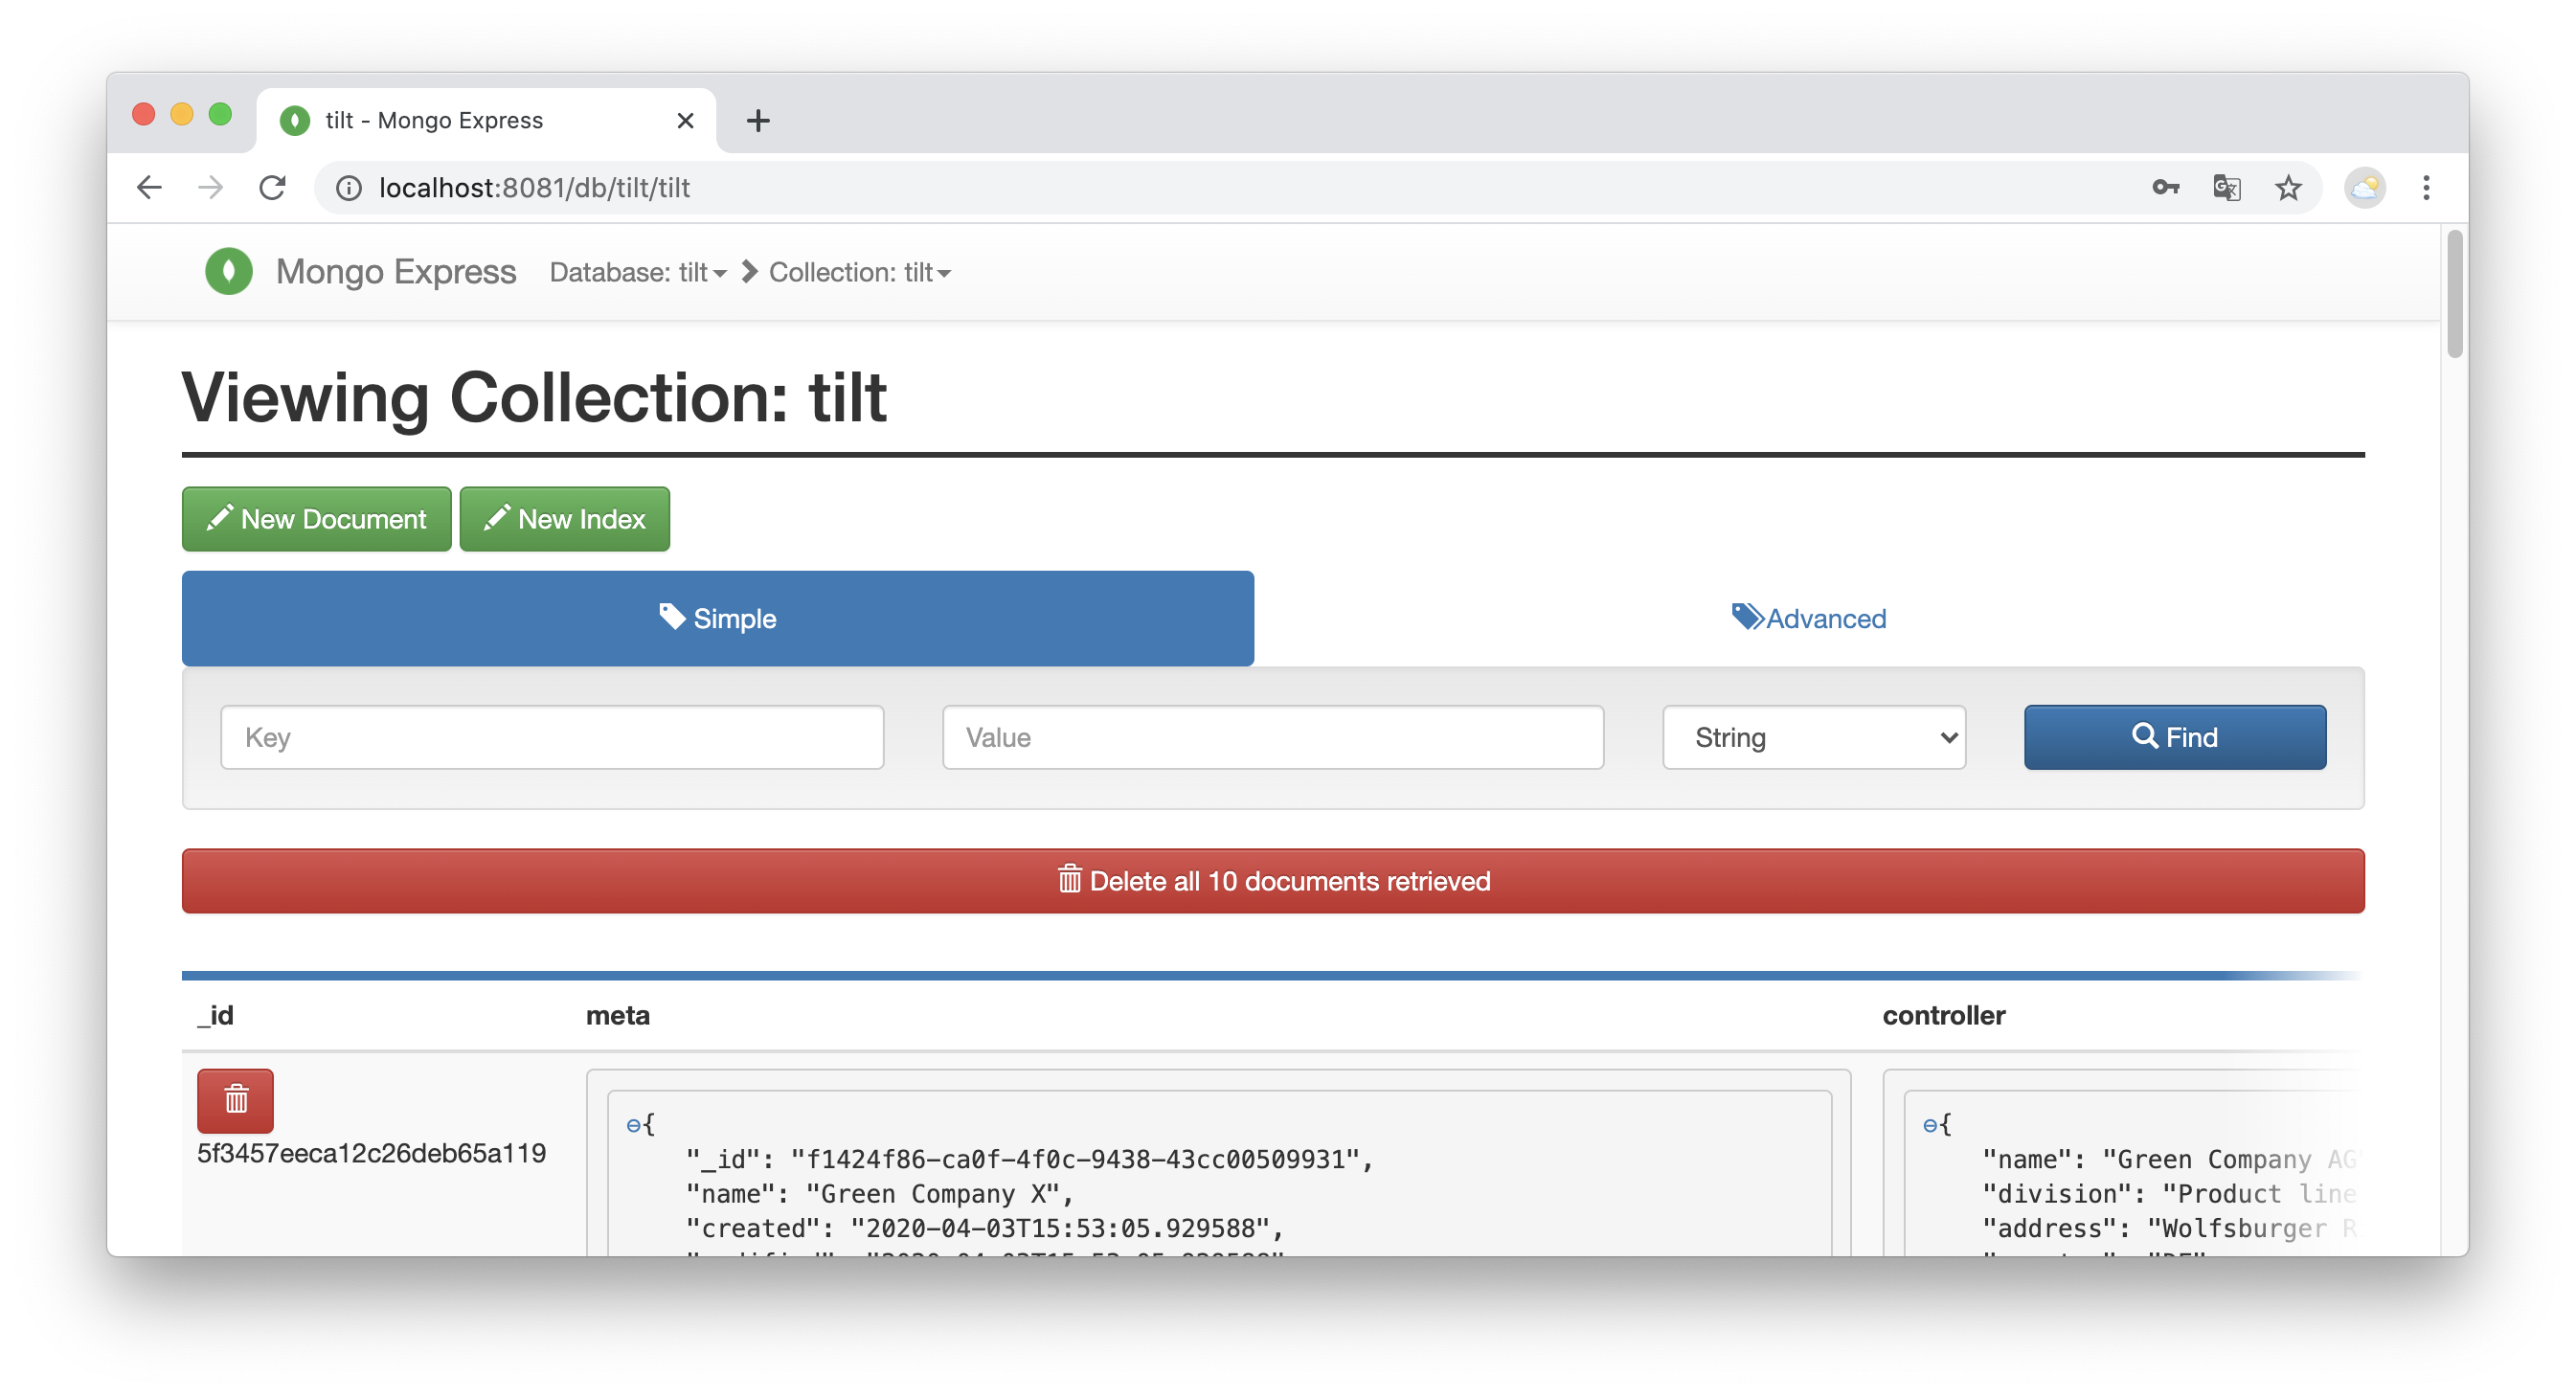 tilt - Mongo Express
localhost:8081/db/tilt/tilt
Mongo Express Database: tilt Collection: tilt
Viewing Collection: tilt
New Document New Index
Simple Advanced
Key Value String Find
Delete all 10 documents retrieved
_id meta controller
{ {
5f3457eeca12c26deb65a119
"_id": "f1424f86-ca0f-4f0c-9438-43cc00509931", "name": "Green Company AG"
"name": "Green Company X", "division": "Product line
"created": "2020-04-03T15:53:05.929588", "address": "Wolfsburger R